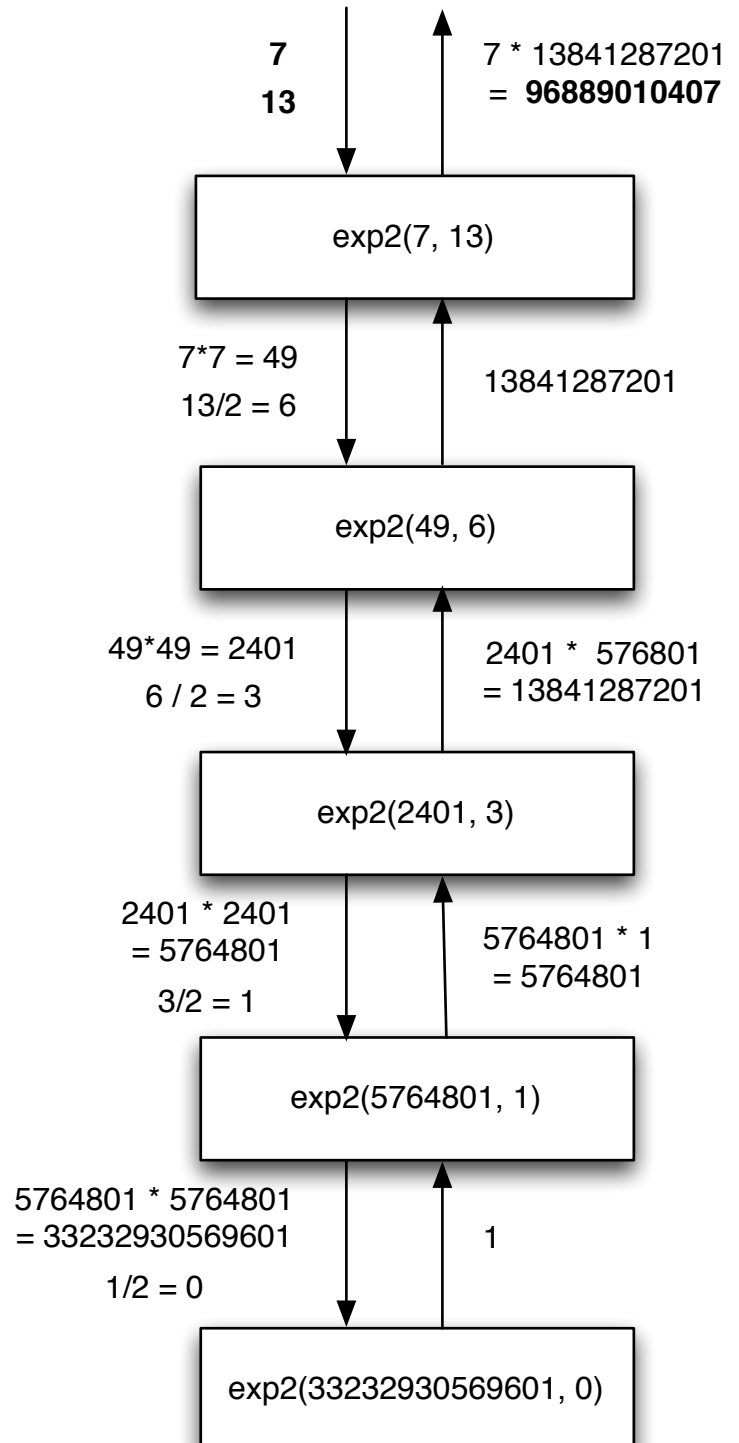 7
13
7 * 13841287201
= 96889010407
exp2(7, 13)
7*7 = 49
13/2 = 6
13841287201
exp2(49, 6)
49*49 = 2401
6 / 2 = 3
2401 * 576801
= 13841287201
exp2(2401, 3)
2401 * 2401
= 5764801
3/2 = 1
5764801 * 1
= 5764801
exp2(5764801, 1)
5764801 * 5764801
= 33232930569601
1/2 = 0
1
exp2(33232930569601, 0)